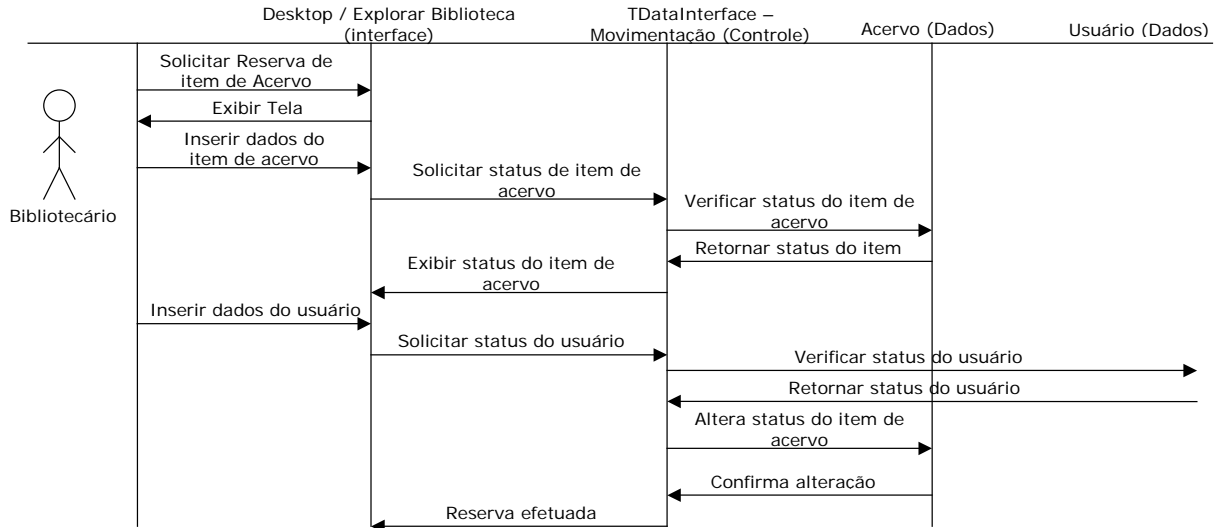 Desktop / Explorar Biblioteca
(interface)
TDataInterface –
Movimentação (Controle)
Acervo (Dados)
Usuário (Dados)
Solicitar Reserva de
item de Acervo
Exibir Tela
Inserir dados do
item de acervo
Bibliotecário
Solicitar status de item de
acervo
Verificar status do item de
acervo
Retornar status do item
Exibir status do item de
acervo
Inserir dados do usuário
Solicitar status do usuário
Verificar status do usuário
Retornar status do usuário
Altera status do item de
acervo
Confirma alteração
Reserva efetuada